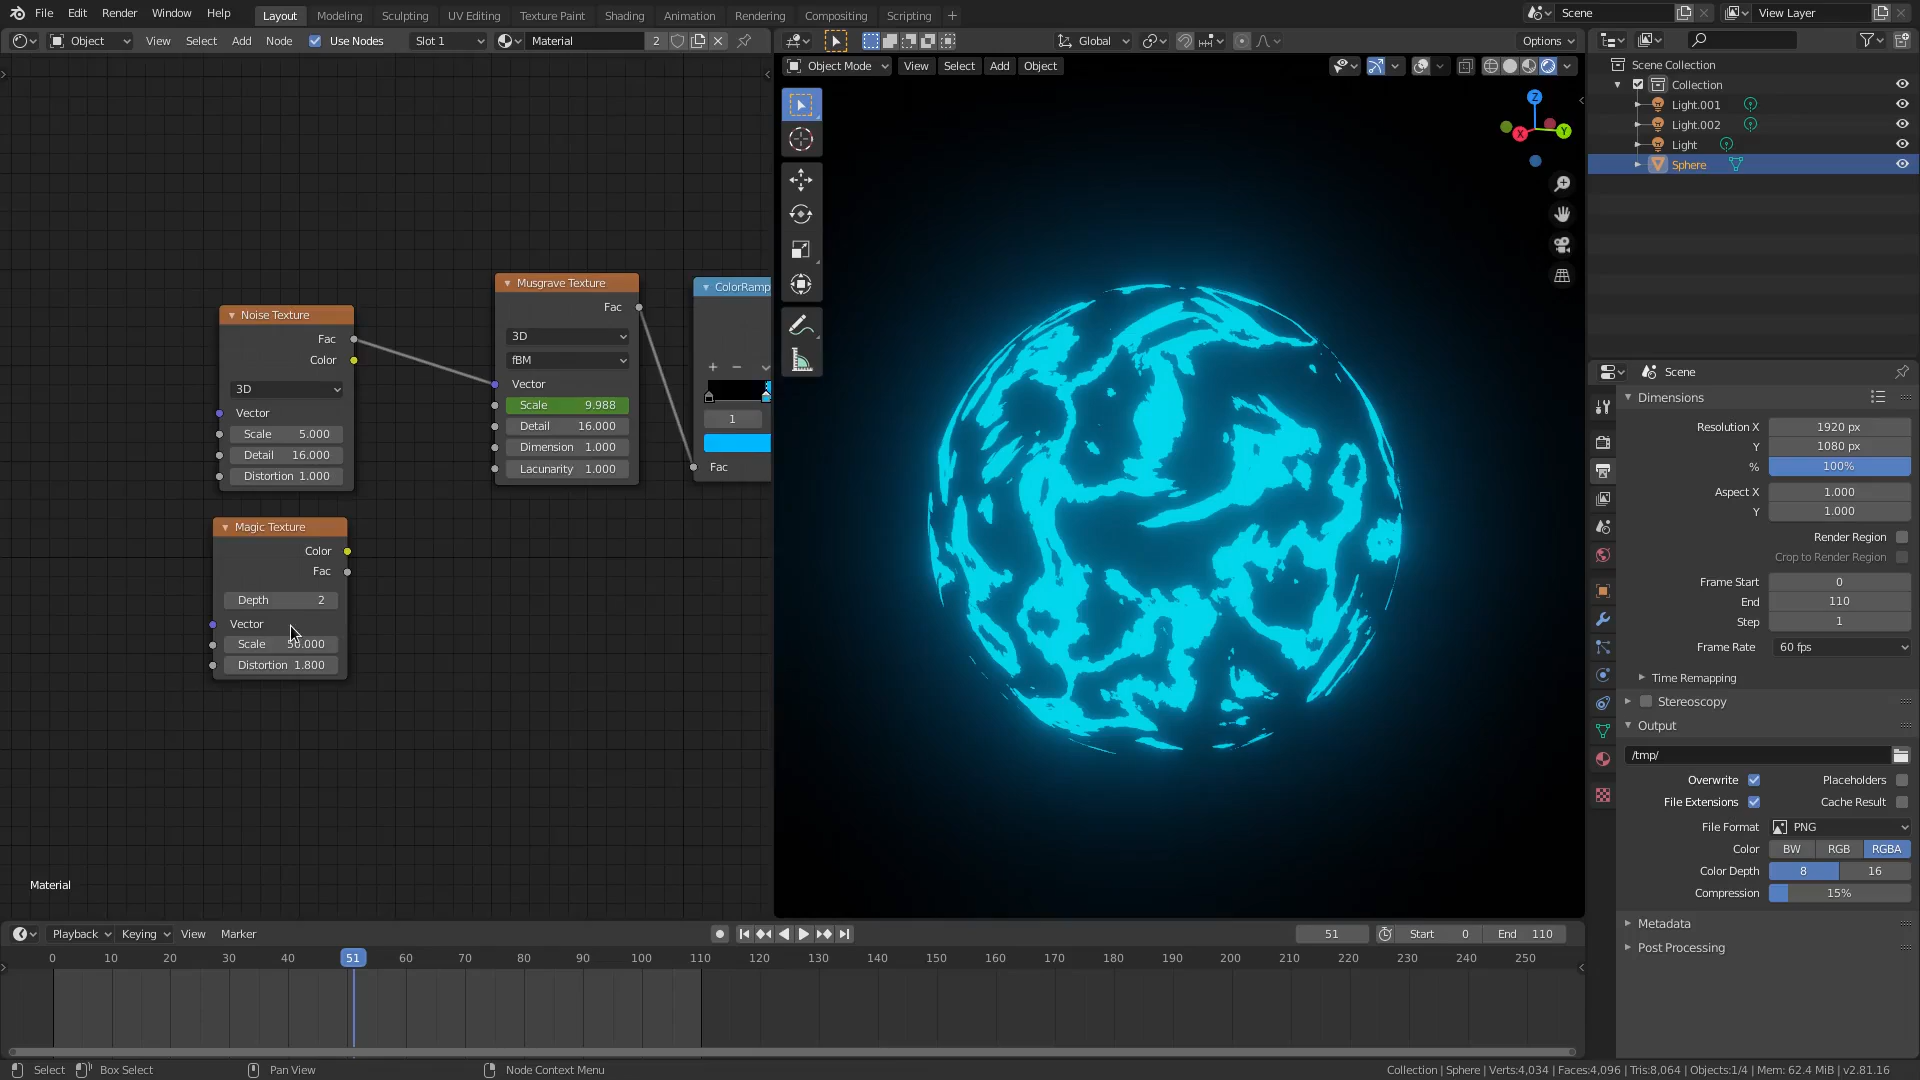 File Edit Render Window Help Layout Modeling Sculpting UV Editing Texture Paint Shading Animation Rendering Compositing Scripting + Scene View Layer
Object View Select Add Node Use Nodes Slot 1 Material 2 Global Options
Object Mode View Select Add Object
Z
X Y
Scene Collection
Collection
Light.001
Light.002
Light
Sphere
Noise Texture
Fac
Color
3D
Vector
Scale 5.000
Detail 16.000
Distortion 1.000
Musgrave Texture
Fac
3D
fBM
Vector
Scale 9.988
Detail 16.000
Dimension 1.000
Lacunarity 1.000
ColorRamp
1
Fac
Magic Texture
Color
Fac
Depth 2
Vector
Scale
Distortion 1.800
Material
Scene
Dimensions
Resolution X 1920 px
Y 1080 px
% 100%
Aspect X 1.000
Y 1.000
Render Region
Crop to Render Region
Frame Start 0
End 110
Step 1
Frame Rate 60 fps
Time Remapping
Stereoscopy
Output
/tmp/
Overwrite Placeholders
File Extensions Cache Result
File Format PNG
Color BW RGB RGBA
Color Depth 8 16
Compression 15%
Metadata
Post Processing
Playback Keying View Marker 51 Start 0 End 110
0 10 20 30 40 51 60 70 80 90 100 110 120 130 140 150 160 170 180 190 200 210 220 230 240 250
Select Box Select Pan View Node Context Menu Collection | Sphere | Verts:4,034 | Faces:4,096 | Tris:8,064 | Objects:1/4 | Mem: 62.4 MiB | v2.81.16